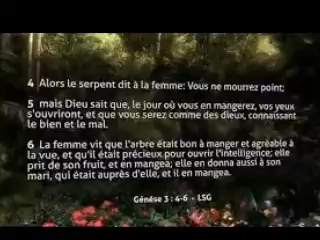 4 Alors le serpent dit à la femme: Vous ne mourrez point;
5 mais Dieu sait que, le jour où vous en mangerez, vos yeux
s'ouvriront, et que vous serez comme des dieux, connaissant
le bien et le mal.
6 La femme vit que l'arbre était bon à manger et agréable à
la vue, et qu'il était précieux pour ouvrir l'intelligence; elle
prit de son fruit, et en mangea; elle en donna aussi à son
mari, qui était auprès d'elle, et il en mangea.
Génèse 3 : 4-6 - LSG